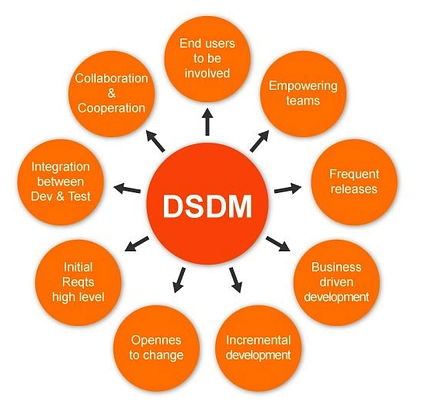 End users
to be
involved
Empowering
teams
Frequent
releases
Business
driven
development
Incremental
development
Opennes
to change
Initial
Reqts
high level
Integration
between
Dev & Test
Collaboration
&
Cooperation
DSDM